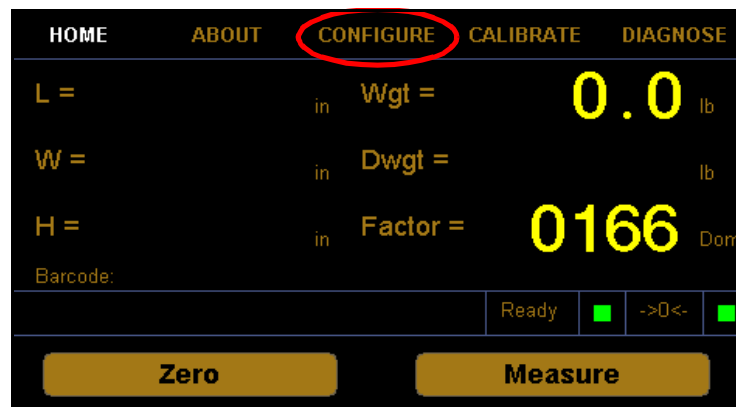 HOME ABOUT CONFIGURE CALIBRATE DIAGNOSE
L = in Wgt = 0.0 lb
W = in Dwgt = lb
H = in Factor = 0166 Dom
Barcode:
Ready ->0<-
Zero Measure